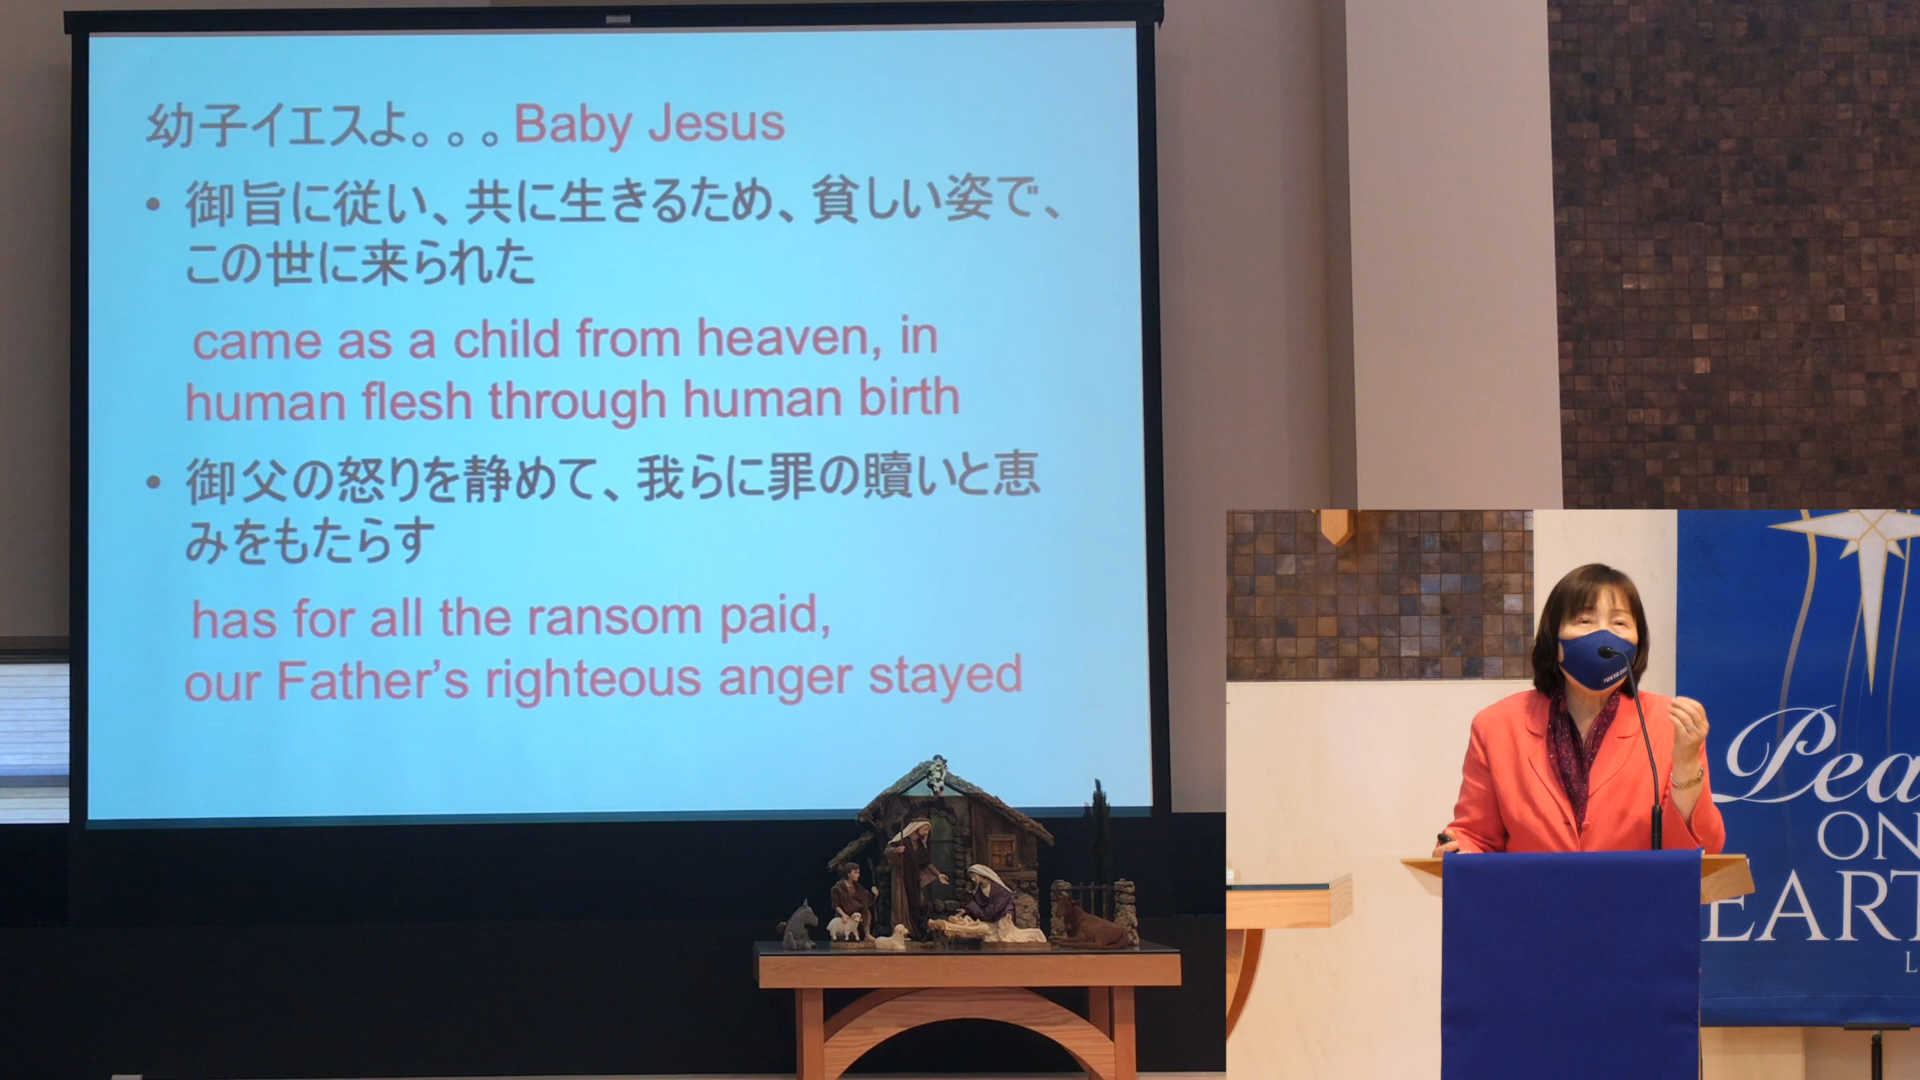 幼子イエスよ。。。Baby Jesus
• 御旨に従い、共に生きるため、貧しい姿で、
この世に来られた
came as a child from heaven, in
human flesh through human birth
• 御父の怒りを静めて、我らに罪の贖いと恵
みをもたらす
has for all the ransom paid,
our Father’s righteous anger stayed
Pea
ON
EART
L